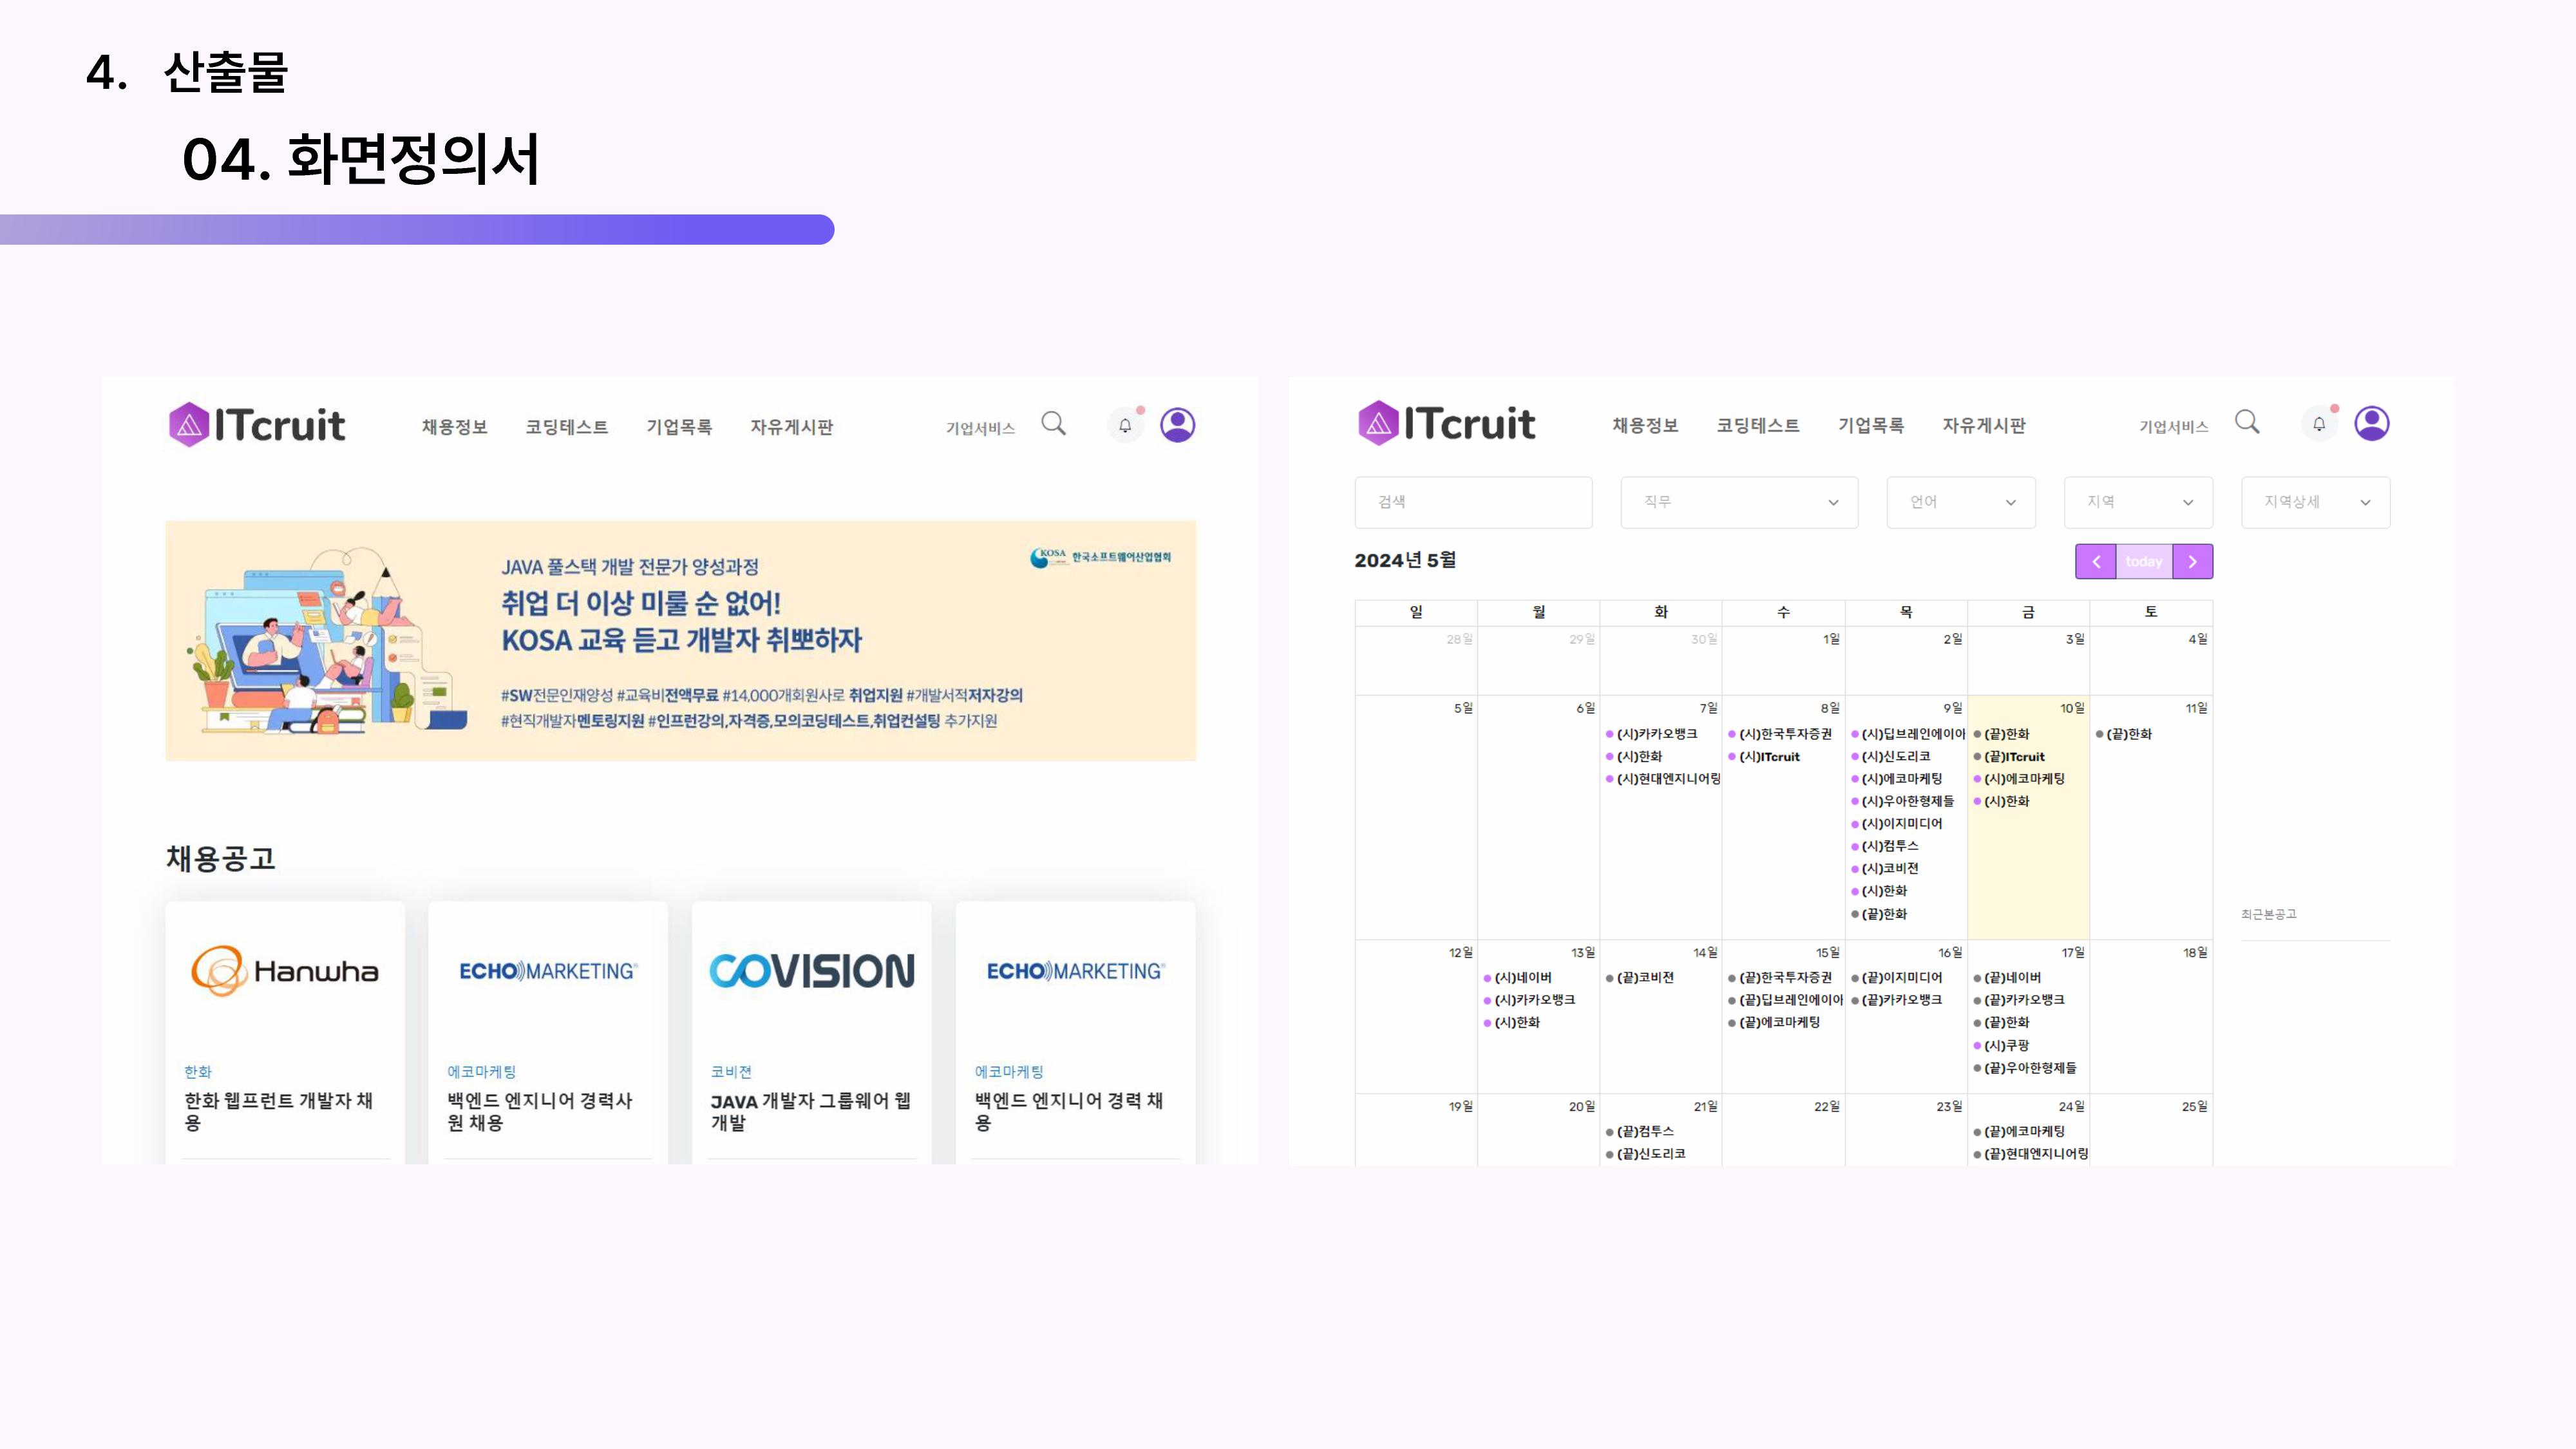 4. 산출물
04. 화면정의서
ITcruit 채용정보 코딩테스트 기업목록 자유게시판 기업서비스
JAVA 풀스택 개발 전문가 양성과정
KOSA 한국소프트웨어산업협회
취업 더 이상 미룰 순 없어!
KOSA 교육 듣고 개발자 취뽀하자
#SW전문인재양성 #교육비전액무료 #14,000개회원사로 취업지원 #개발서적저자강의
#현직개발자멘토링지원 #인프런강의,자격증,모의코딩테스트,취업컨설팅 추가지원
채용공고
Hanwha
한화
한화 웹프런트 개발자 채
용
ECHO MARKETING
에코마케팅
백엔드 엔지니어 경력사
원 채용
COVISION
코비젼
JAVA 개발자 그룹웨어 웹
개발
ECHO MARKETING
에코마케팅
백엔드 엔지니어 경력 채
용
ITcruit 채용정보 코딩테스트 기업목록 자유게시판 기업서비스
검색 직무 언어 지역 지역상세
2024년 5월 today
일 월 화 수 목 금 토
28일 29일 30일 1일 2일 3일 4일
5일 6일 7일 8일 9일 10일 11일
(시)카카오뱅크 (시)한국투자증권 (시)딥브레인에이아 (끝)한화 (끝)한화
(시)한화 (시)ITcruit (시)신도리코 (끝)ITcruit
(시)현대엔지니어링 (시)에코마케팅 (시)에코마케팅
(시)우아한형제들 (시)한화
(시)이지미디어
(시)컴투스
(시)코비젼
(시)한화
(끝)한화
최근본공고
12일 13일 14일 15일 16일 17일 18일
(시)네이버 (끝)코비젼 (끝)한국투자증권 (끝)이지미디어 (끝)네이버
(시)카카오뱅크 (끝)딥브레인에이아 (끝)카카오뱅크 (끝)카카오뱅크
(시)한화 (끝)에코마케팅 (끝)한화
(시)쿠팡
(끝)우아한형제들
19일 20일 21일 22일 23일 24일 25일
(끝)컴투스 (끝)에코마케팅
(끝)신도리코 (끝)현대엔지니어링